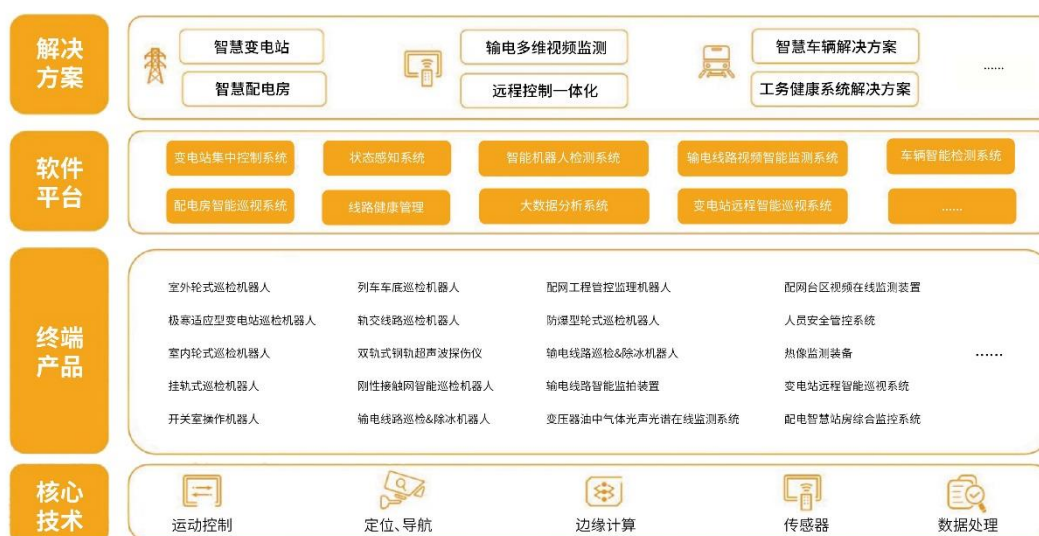 解决
方案
智慧变电站
输电多维视频监测
智慧车辆解决方案
智慧配电房
远程控制一体化
工务健康系统解决方案
......
软件
平台
变电站集中控制系统
状态感知系统
智能机器人检测系统
输电线路视频智能监测系统
车辆智能检测系统
配电房智能巡视系统
线路健康管理
大数据分析系统
变电站远程智能巡视系统
......
终端
产品
室外轮式巡检机器人
列车车底巡检机器人
配网工程管控监理机器人
配网台区视频在线监测装置
极寒适应型变电站巡检机器人
轨交线路巡检机器人
防爆型轮式巡检机器人
人员安全管控系统
室内轮式巡检机器人
双轨式钢轨超声波探伤仪
输电线路巡检&除冰机器人
热像监测装备
......
挂轨式巡检机器人
刚性接触网智能巡检机器人
输电线路智能监拍装置
变电站远程智能巡视系统
开关室操作机器人
输电线路巡检&除冰机器人
变压器油中气体光声光谱在线监测系统
配电智慧站房综合监控系统
核心
技术
运动控制
定位、导航
边缘计算
传感器
数据处理